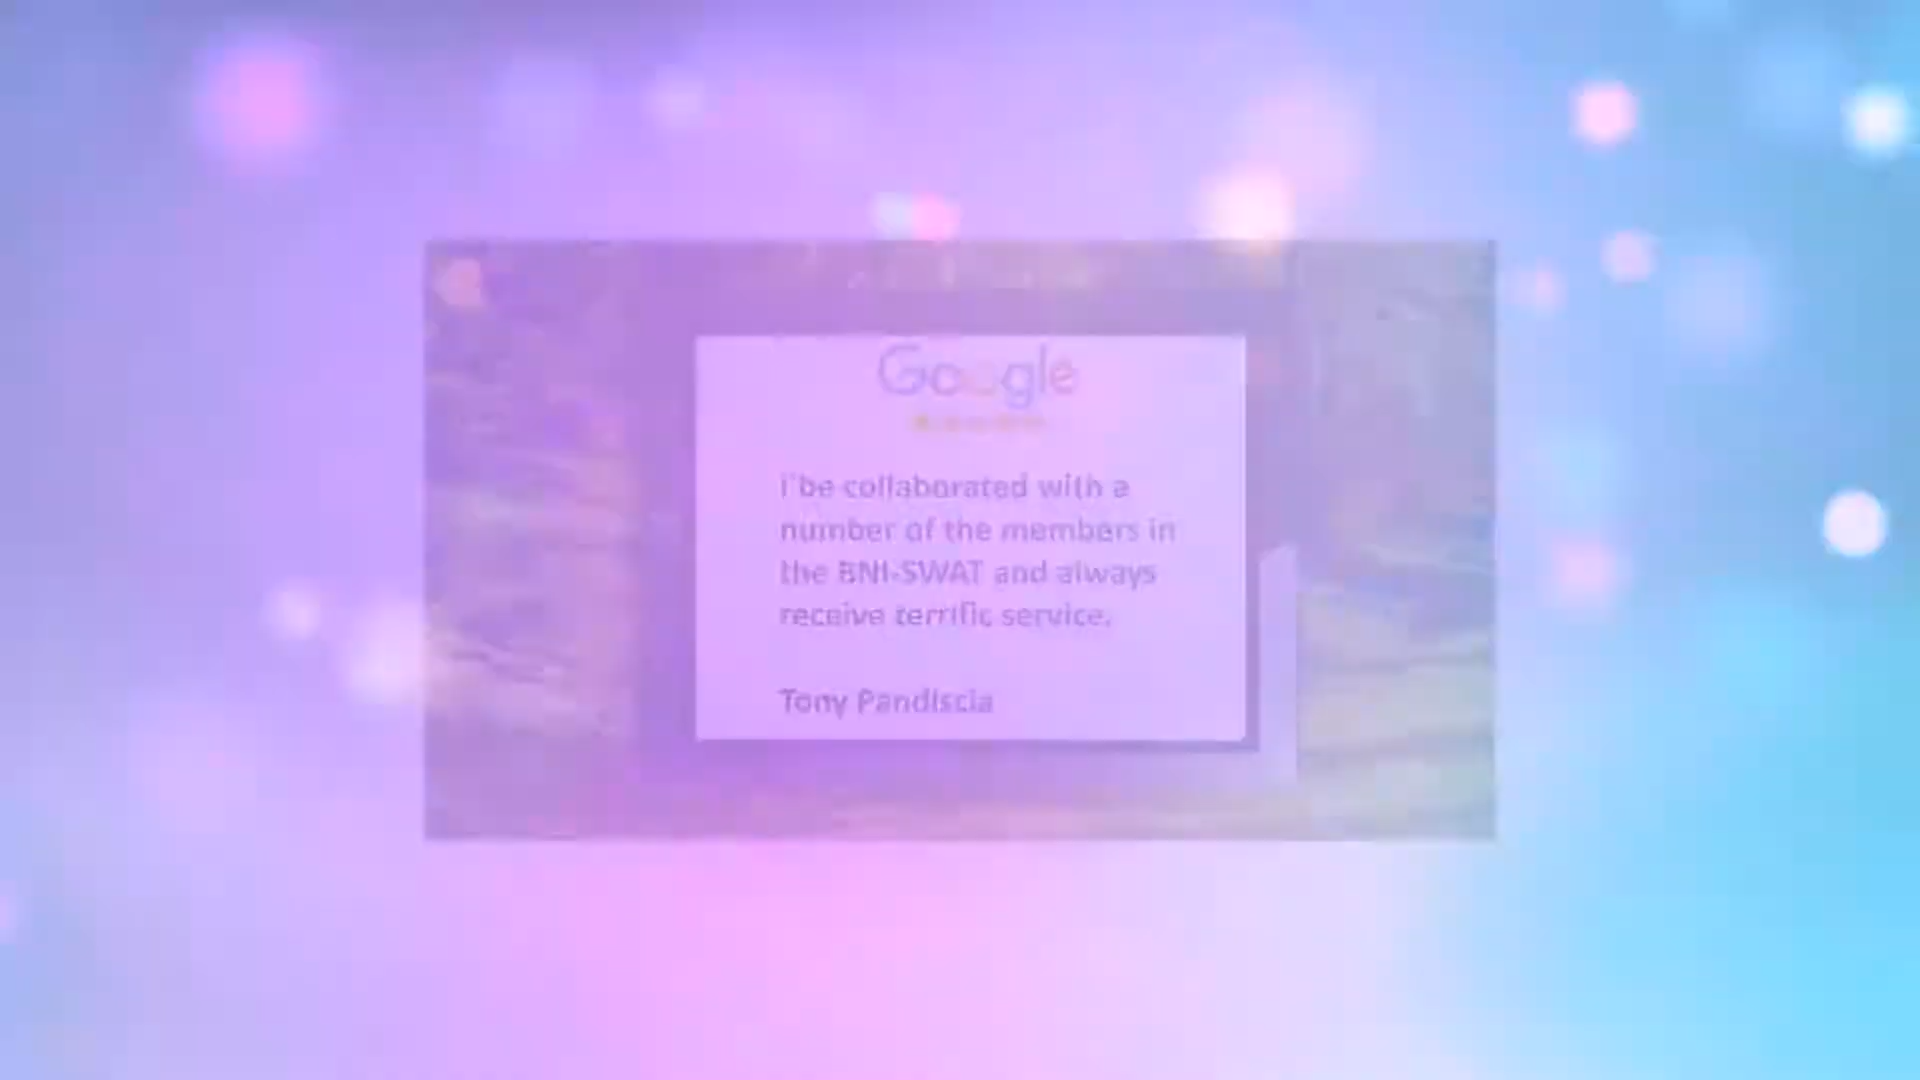 Google
I'be collaborated with a
number of the members in
the BNI-SWAT and always
receive terrific service.
Tony Pandiscia